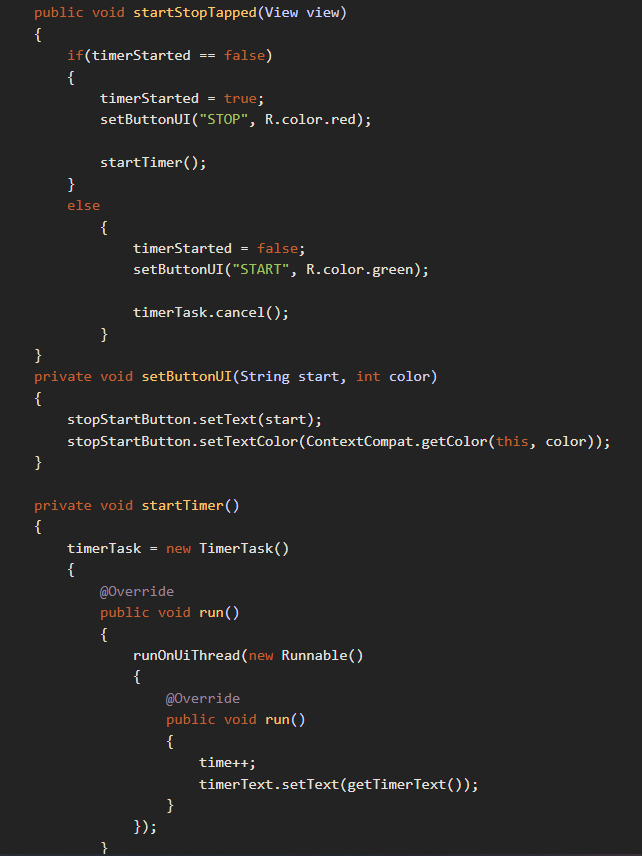 public void startStopTapped(View view)
{
    if(timerStarted == false)
    {
        timerStarted = true;
        setButtonUI("STOP", R.color.red);

        startTimer();
    }
    else
        {
            timerStarted = false;
            setButtonUI("START", R.color.green);

            timerTask.cancel();
        }
}
private void setButtonUI(String start, int color)
{
    stopStartButton.setText(start);
    stopStartButton.setTextColor(ContextCompat.getColor(this, color));
}

private void startTimer()
{
    timerTask = new TimerTask()
    {
        @Override
        public void run()
        {
            runOnUiThread(new Runnable()
            {
                @Override
                public void run()
                {
                    time++;
                    timerText.setText(getTimerText());
                }
            });
        }